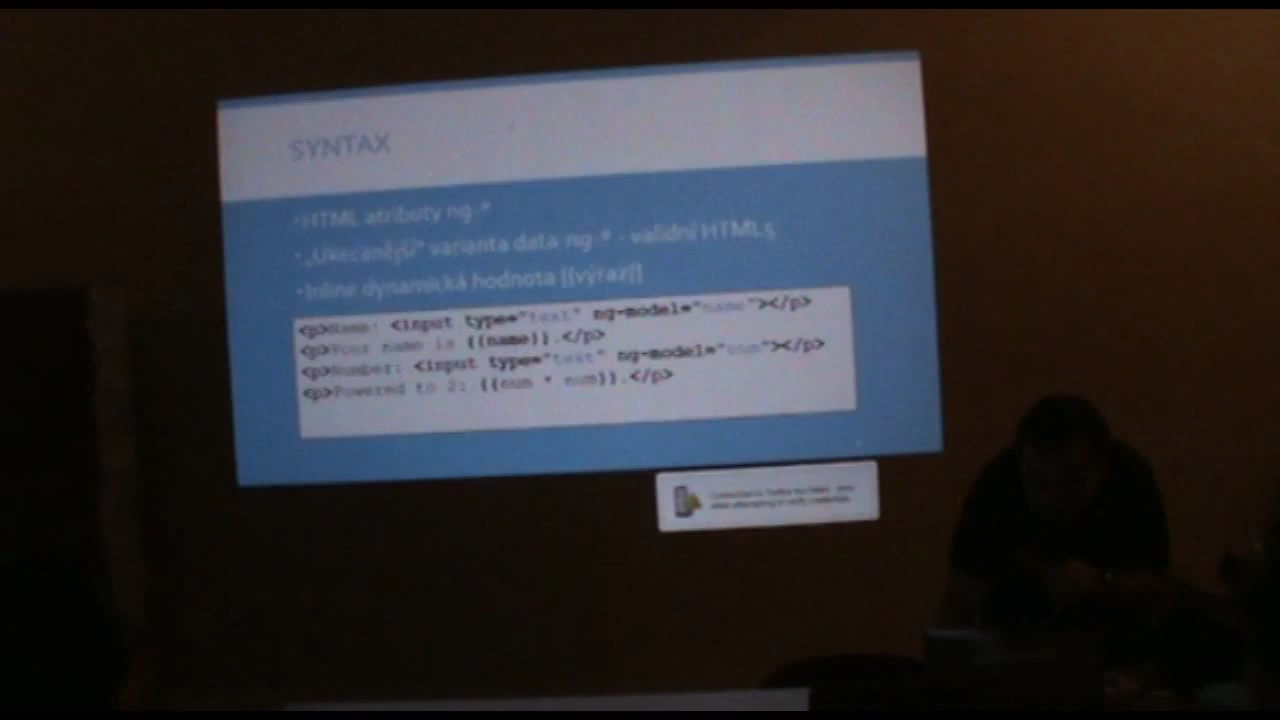 SYNTAX
•HTML atributy ng-*
•„Ukecanější“ varianta data-ng-* - validní HTML5
•Inline dynamická hodnota {{výraz}}
<p>Name: <input type="text" ng-model="name"></p>
<p>Your name is {{name}}.</p>
<p>Number: <input type="text" ng-model="num"></p>
<p>Powered to 2: {{num * num}}.</p>